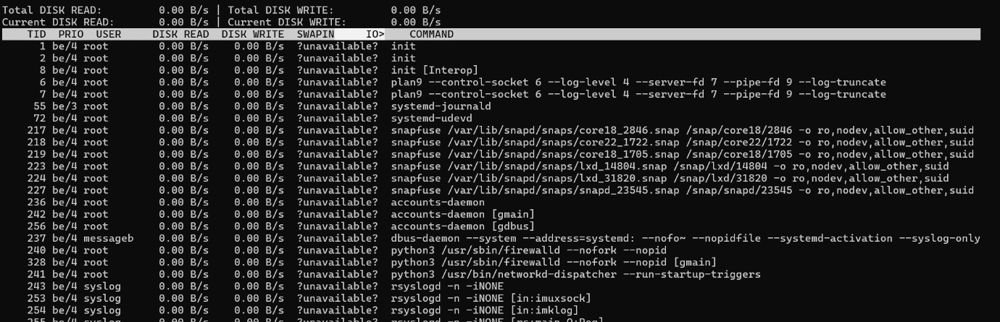 Total DISK READ:         0.00 B/s | Total DISK WRITE:         0.00 B/s
Current DISK READ:       0.00 B/s | Current DISK WRITE:       0.00 B/s
    TID  PRIO  USER     DISK READ  DISK WRITE  SWAPIN     IO>    COMMAND
      1 be/4 root        0.00 B/s    0.00 B/s  ?unavailable?  init
      2 be/4 root        0.00 B/s    0.00 B/s  ?unavailable?  init
      8 be/4 root        0.00 B/s    0.00 B/s  ?unavailable?  init [Interop]
      6 be/4 root        0.00 B/s    0.00 B/s  ?unavailable?  plan9 --control-socket 6 --log-level 4 --server-fd 7 --pipe-fd 9 --log-truncate
      7 be/4 root        0.00 B/s    0.00 B/s  ?unavailable?  plan9 --control-socket 6 --log-level 4 --server-fd 7 --pipe-fd 9 --log-truncate
     55 be/3 root        0.00 B/s    0.00 B/s  ?unavailable?  systemd-journald
     72 be/4 root        0.00 B/s    0.00 B/s  ?unavailable?  systemd-udevd
    217 be/4 root        0.00 B/s    0.00 B/s  ?unavailable?  snapfuse /var/lib/snapd/snaps/core18_2846.snap /snap/core18/2846 -o ro,nodev,allow_other,suid
    218 be/4 root        0.00 B/s    0.00 B/s  ?unavailable?  snapfuse /var/lib/snapd/snaps/core22_1722.snap /snap/core22/1722 -o ro,nodev,allow_other,suid
    219 be/4 root        0.00 B/s    0.00 B/s  ?unavailable?  snapfuse /var/lib/snapd/snaps/core18_1705.snap /snap/core18/1705 -o ro,nodev,allow_other,suid
    223 be/4 root        0.00 B/s    0.00 B/s  ?unavailable?  snapfuse /var/lib/snapd/snaps/lxd_14804.snap /snap/lxd/14804 -o ro,nodev,allow_other,suid
    224 be/4 root        0.00 B/s    0.00 B/s  ?unavailable?  snapfuse /var/lib/snapd/snaps/lxd_31820.snap /snap/lxd/31820 -o ro,nodev,allow_other,suid
    227 be/4 root        0.00 B/s    0.00 B/s  ?unavailable?  snapfuse /var/lib/snapd/snaps/snapd_23545.snap /snap/snapd/23545 -o ro,nodev,allow_other,suid
    236 be/4 root        0.00 B/s    0.00 B/s  ?unavailable?  accounts-daemon
    242 be/4 root        0.00 B/s    0.00 B/s  ?unavailable?  accounts-daemon [gmain]
    256 be/4 root        0.00 B/s    0.00 B/s  ?unavailable?  accounts-daemon [gdbus]
    237 be/4 messageb    0.00 B/s    0.00 B/s  ?unavailable?  dbus-daemon --system --address=systemd: --nofo~ --nopidfile --systemd-activation --syslog-only
    240 be/4 root        0.00 B/s    0.00 B/s  ?unavailable?  python3 /usr/sbin/firewalld --nofork --nopid
    328 be/4 root        0.00 B/s    0.00 B/s  ?unavailable?  python3 /usr/sbin/firewalld --nofork --nopid [gmain]
    241 be/4 root        0.00 B/s    0.00 B/s  ?unavailable?  python3 /usr/bin/networkd-dispatcher --run-startup-triggers
    243 be/4 syslog      0.00 B/s    0.00 B/s  ?unavailable?  rsyslogd -n -iNONE
    253 be/4 syslog      0.00 B/s    0.00 B/s  ?unavailable?  rsyslogd -n -iNONE [in:imuxsock]
    254 be/4 syslog      0.00 B/s    0.00 B/s  ?unavailable?  rsyslogd -n -iNONE [in:imklog]
    255 be/4 syslog      0.00 B/s    0.00 B/s  ?unavailable?  rsyslogd -n -iNONE [rs:main Q:Reg]